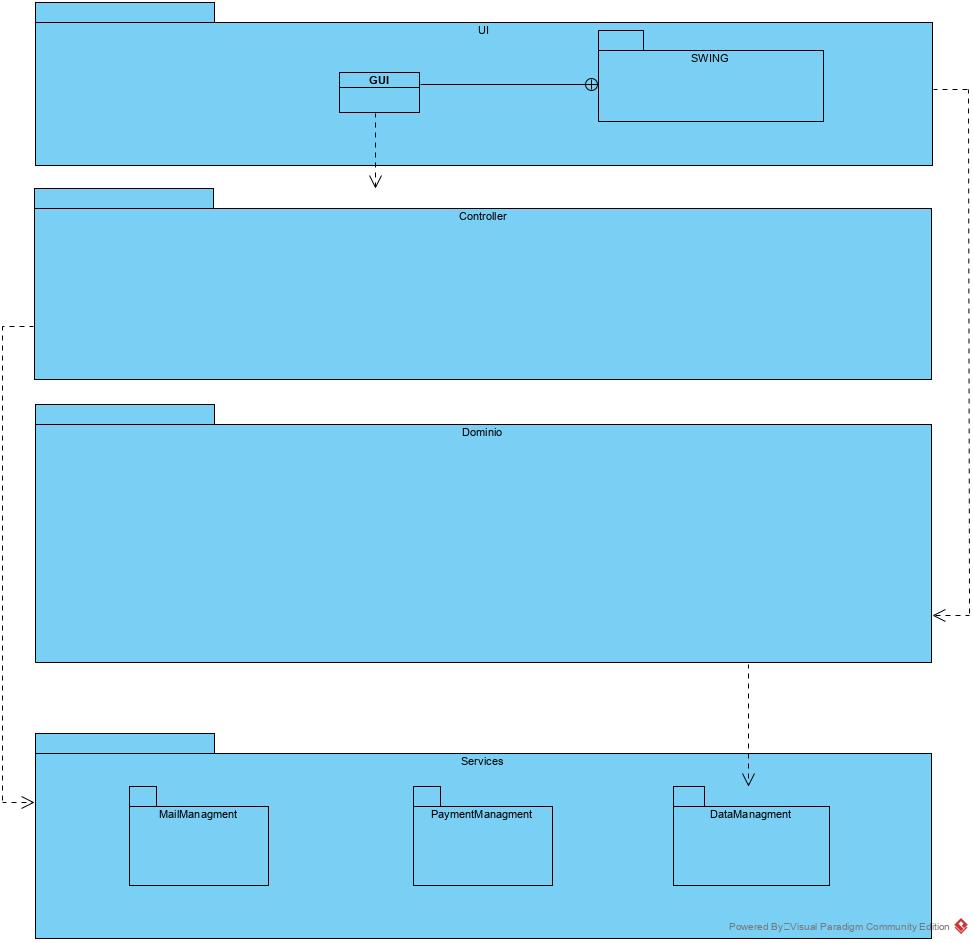 UI
SWING
GUI
Controller
Dominio
Services
MailManagment
PaymentManagment
DataManagment
Powered By Visual Paradigm Community Edition